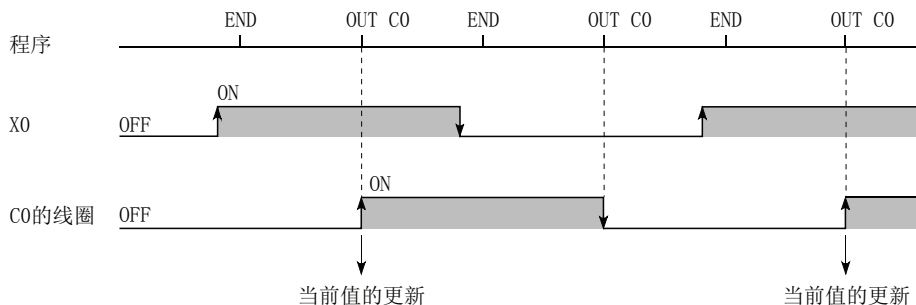 END OUT C0 END OUT C0 END OUT C0
程序
ON
X0 OFF
ON
C0的线圈 OFF
当前值的更新 当前值的更新